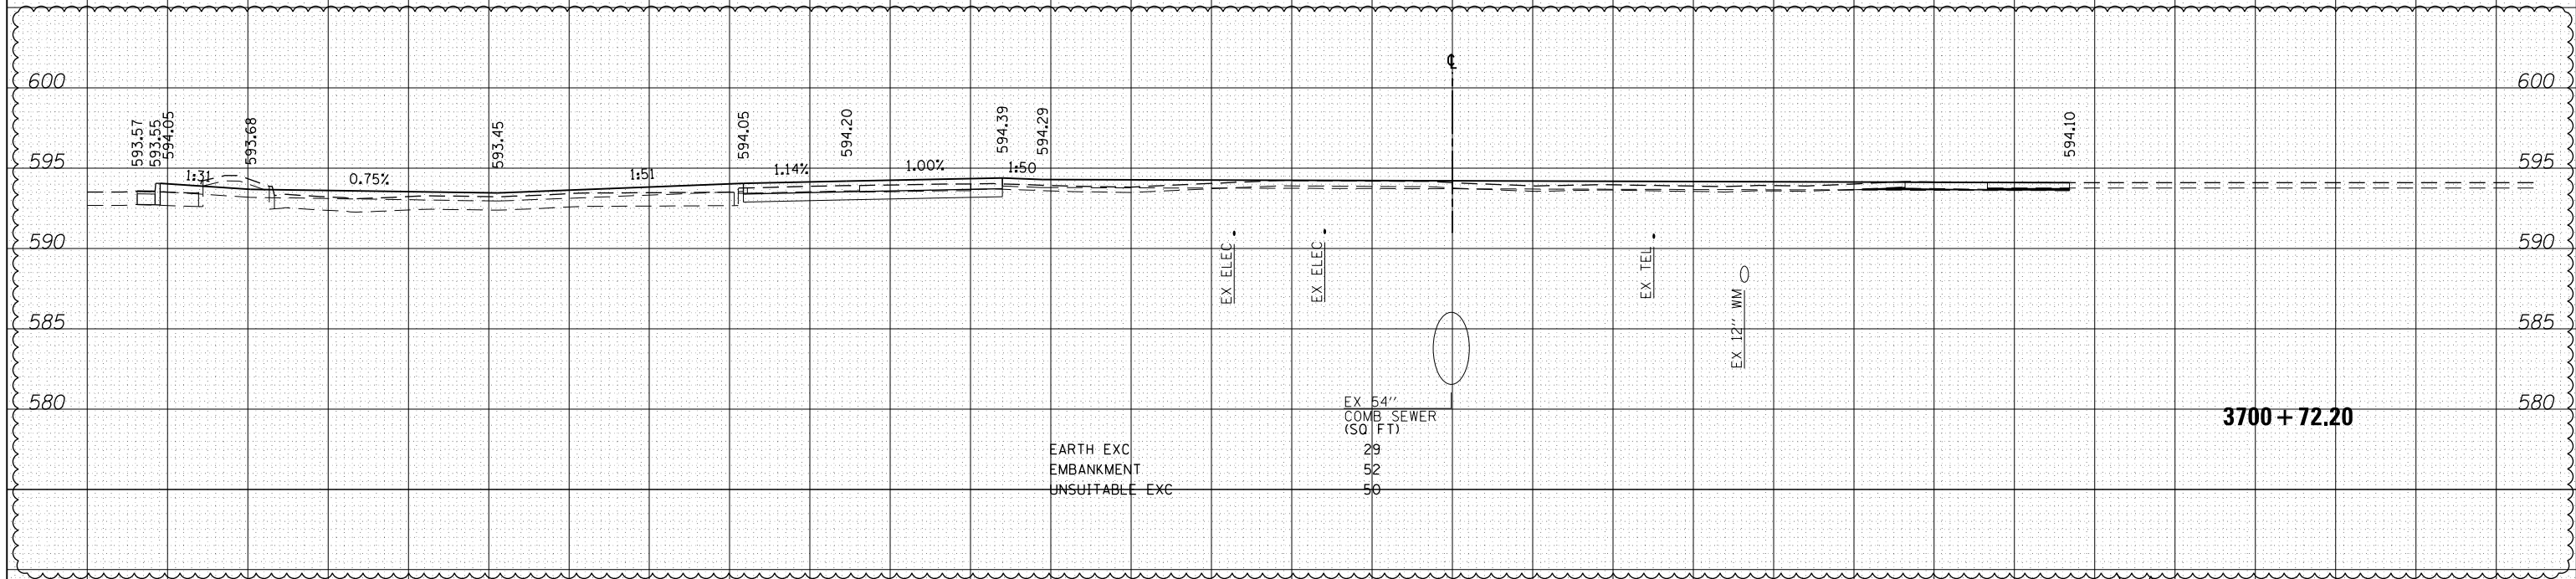 ℄
600
600
593.57
593.55
594.05
593.68
593.45
594.05
594.20
594.39
594.29
594.10
595
595
1:31
0.75%
1:51
1.14%
1.00%
1:50
590
590
EX ELEC
EX ELEC
EX TEL
EX 12'' WM
585
585
580
580
EX 54''
COMB SEWER
(SQ FT)
3700+72.20
EARTH EXC 29
EMBANKMENT 52
UNSUITABLE EXC 50